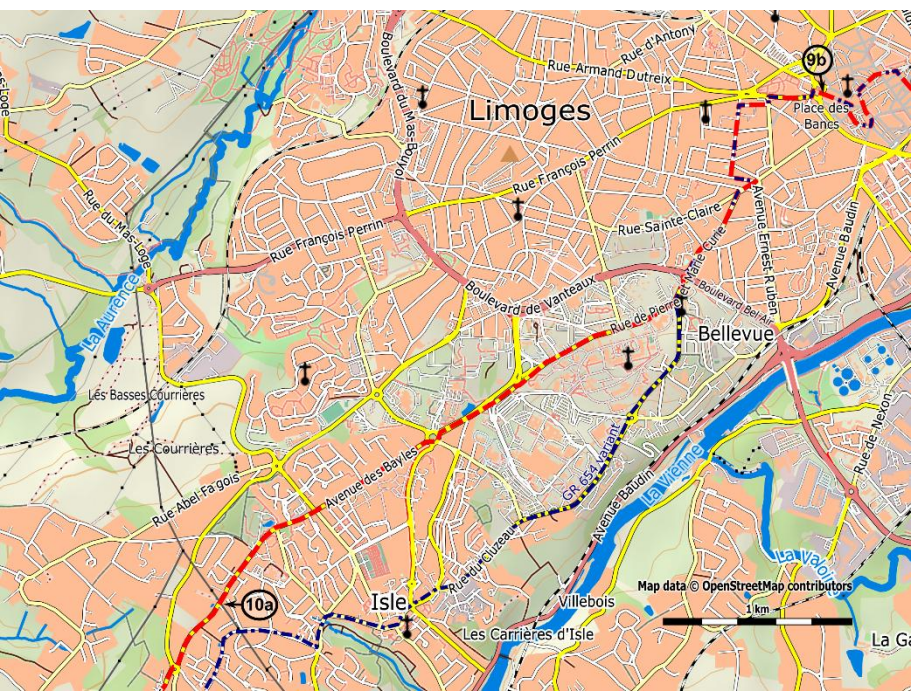 Rue d'Antony
9b
Boulevard du Mas-Bouyol
Rue Armand Dutreix
Limoges
Place des
Bancs
Rue François Perrin
Rue du Mas-Loge
Rue Sainte-Claire
Avenue Ernest Ruben
Avenue Baudin
Rue François Perrin
La Aurence
Boulevard de Vanteaux
Rue de Pierre et Marie Curie
Boulevard Bel Air
Bellevue
Les Basses Courrières
Les Courrières
Avenue des Bayles
Rue Abel Fargois
GR 654 variant
Avenue Baudin
La Vienne
Rue-de-Nexon
Rue du Cluzeau
La Valoi
Map data © OpenStreetMap contributors
1 km
10a
Isle
Villebois
Les Carrières d'Isle
La Ga